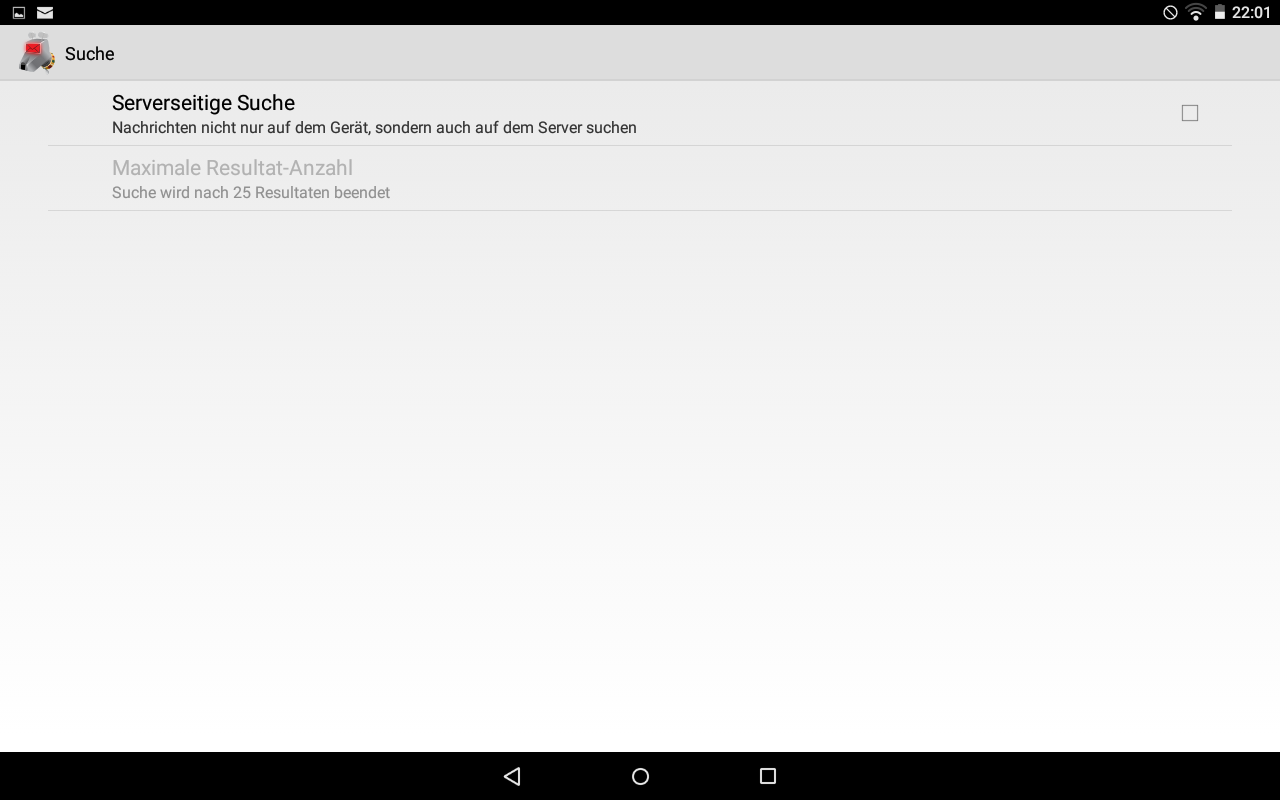 22:01
Suche
Serverseitige Suche
Nachrichten nicht nur auf dem Gerät, sondern auch auf dem Server suchen
Maximale Resultat-Anzahl
Suche wird nach 25 Resultaten beendet